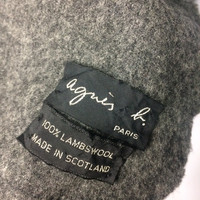 agnès b.
PARIS
100% LAMBSWOOL
MADE IN SCOTLAND